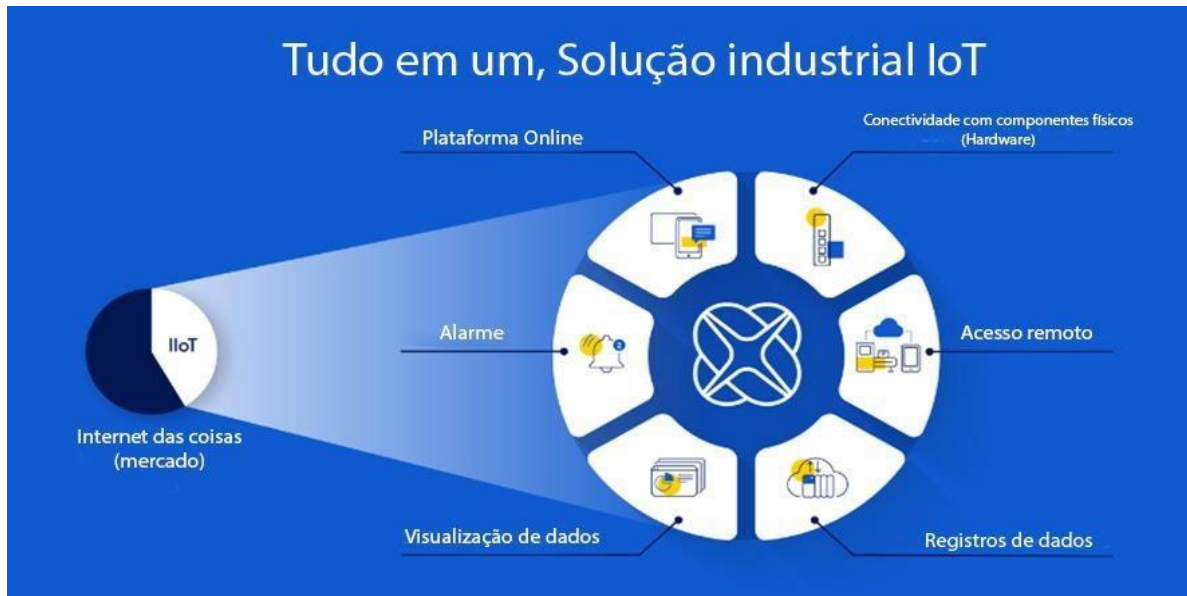 Tudo em um, Solução industrial IoT
Conectividade com componentes físicos
(Hardware)
Plataforma Online
Alarme
Acesso remoto
IIoT
2
Internet das coisas
(mercado)
Visualização de dados
Registros de dados